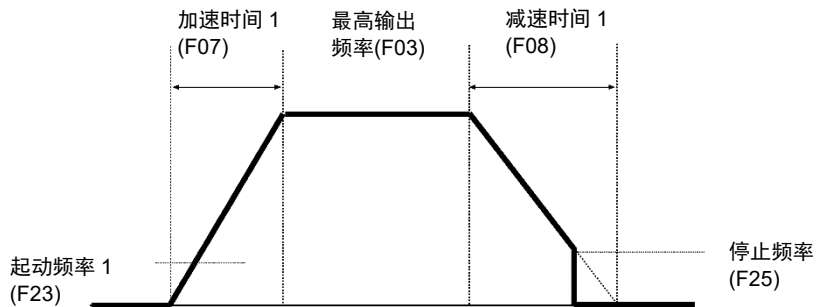 加速时间 1
(F07)
最高输出
频率(F03)
减速时间 1
(F08)
起动频率 1
(F23)
停止频率
(F25)